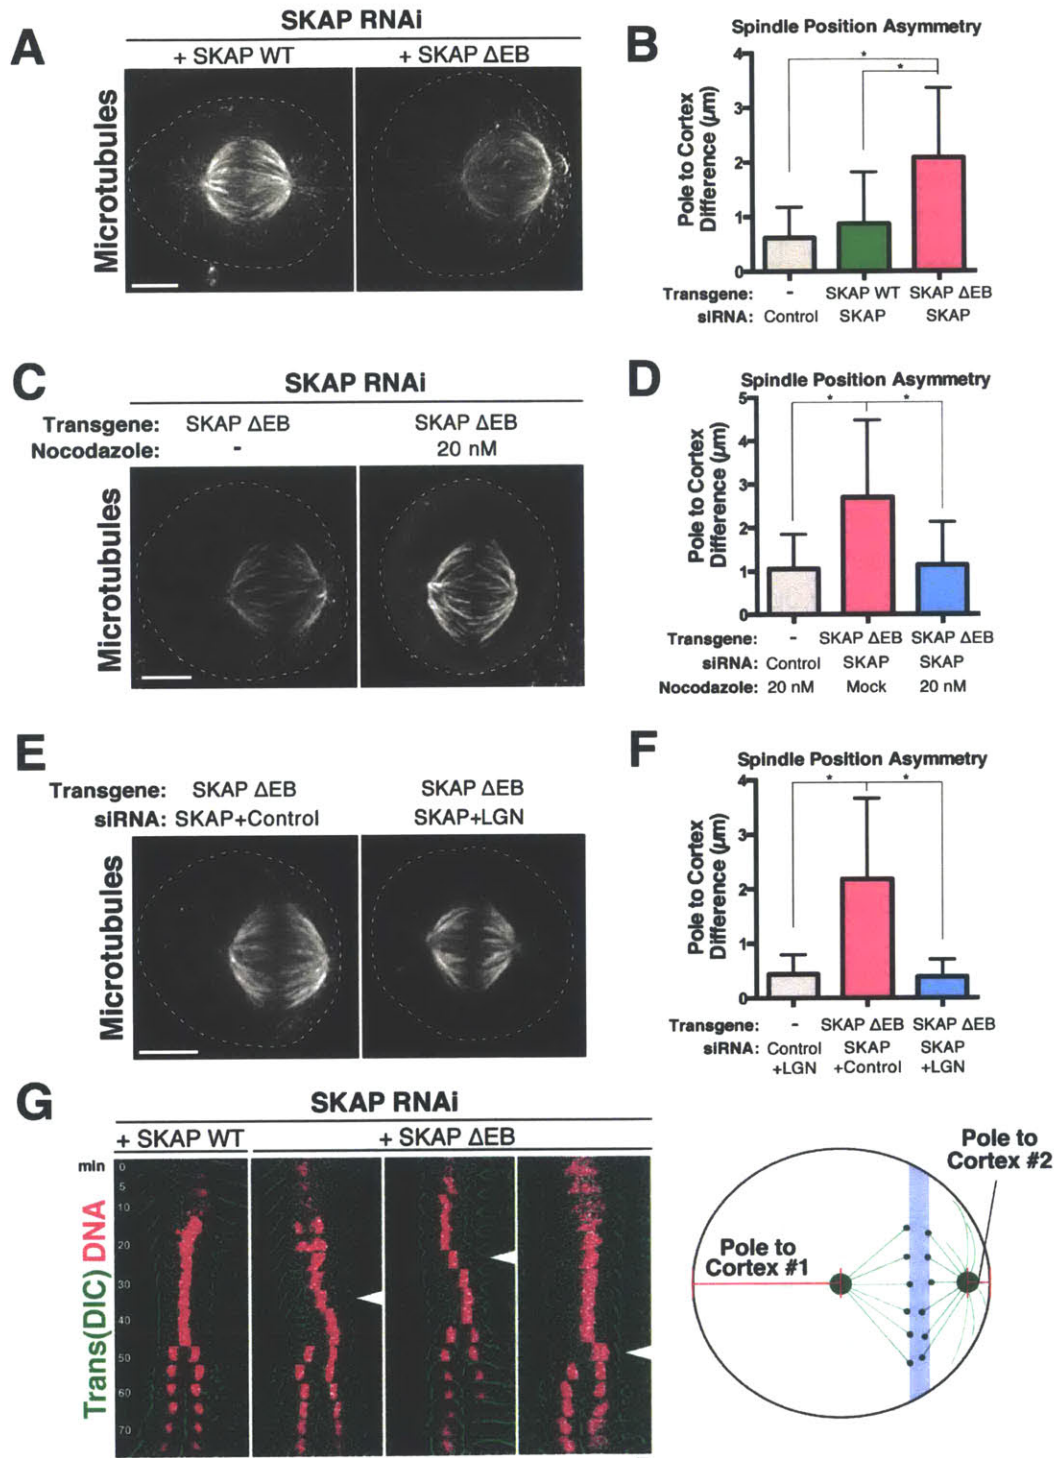 A
SKAP RNAi
+ SKAP WT
+ SKAP ΔEB
Microtubules
B
Spindle Position Asymmetry
Pole to Cortex
Difference (μm)
4
3
2
1
0
*
*
Transgene: - SKAP WT SKAP ΔEB
siRNA: Control SKAP SKAP
C
SKAP RNAi
Transgene: SKAP ΔEB SKAP ΔEB
Nocodazole: - 20 nM
Microtubules
D
Spindle Position Asymmetry
Pole to Cortex
Difference (μm)
5
4
3
2
1
0
* *
Transgene: - SKAP ΔEB SKAP ΔEB
siRNA: Control SKAP SKAP
Nocodazole: 20 nM Mock 20 nM
E
Transgene: SKAP ΔEB SKAP ΔEB
siRNA: SKAP+Control SKAP+LGN
Microtubules
F
Spindle Position Asymmetry
Pole to Cortex
Difference (μm)
4
3
2
1
0
* *
Transgene: - SKAP ΔEB SKAP ΔEB
siRNA: Control SKAP SKAP
+LGN +Control +LGN
G
SKAP RNAi
+ SKAP WT
+ SKAP ΔEB
Trans(DIC) DNA
min
0
5
10
20
30
40
50
60
70
Pole to
Cortex #1
Pole to
Cortex #2